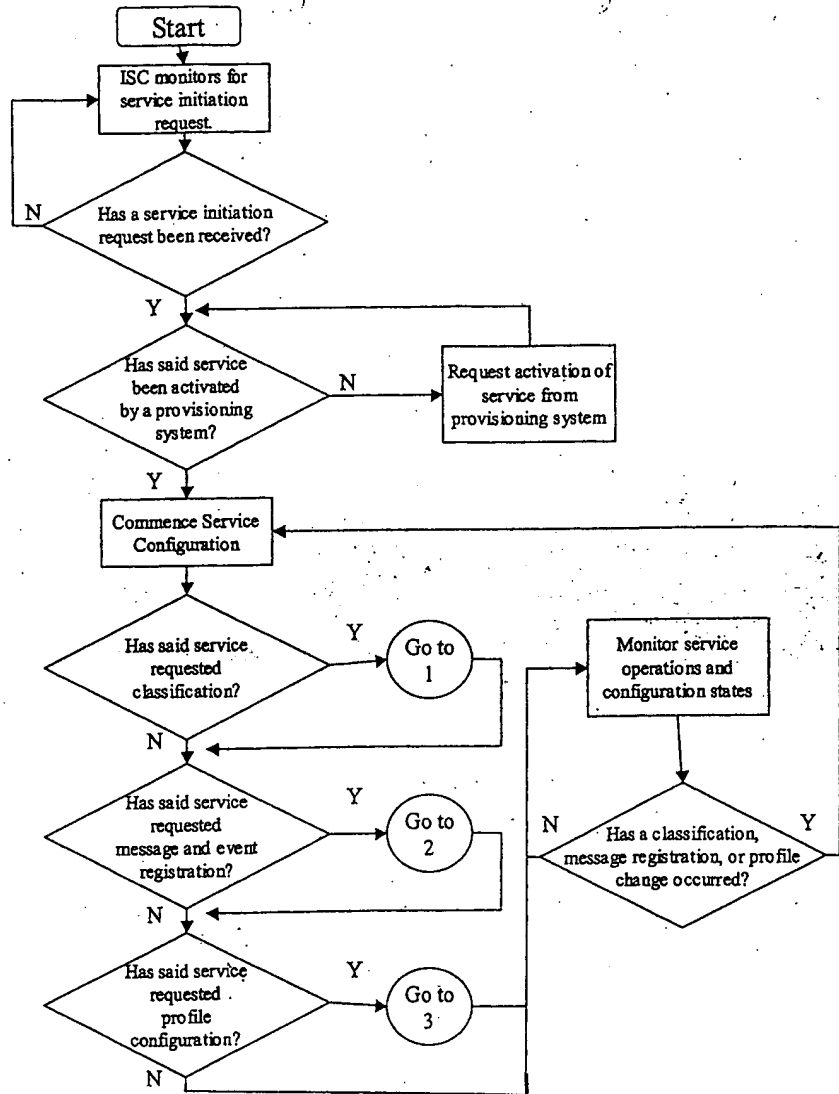 Start
ISC monitors for
service initiation
request.
N
Has a service initiation
request been received?
Y
Has said service
been activated
by a provisioning
system?
N
Request activation of
service from
provisioning system
Y
Commence Service
Configuration
Has said service
requested
classification?
Y
Go to
1
Monitor service
operations and
configuration states
N
Has said service
requested
message and event
registration?
Y
Go to
2
N
Has a classification,
message registration, or profile
change occurred?
Y
N
Has said service
requested
profile
configuration?
Y
Go to
3
N